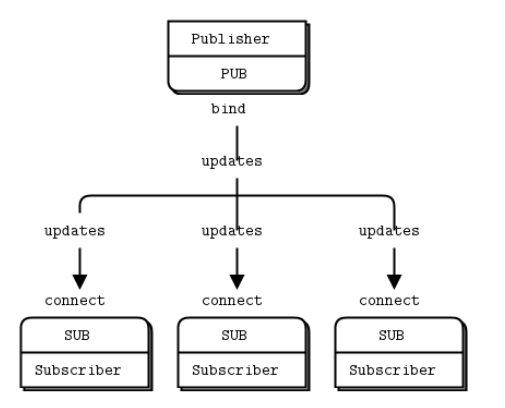 Publisher
PUB
bind
updates
updates updates updates
connect connect connect
SUB SUB SUB
Subscriber Subscriber Subscriber